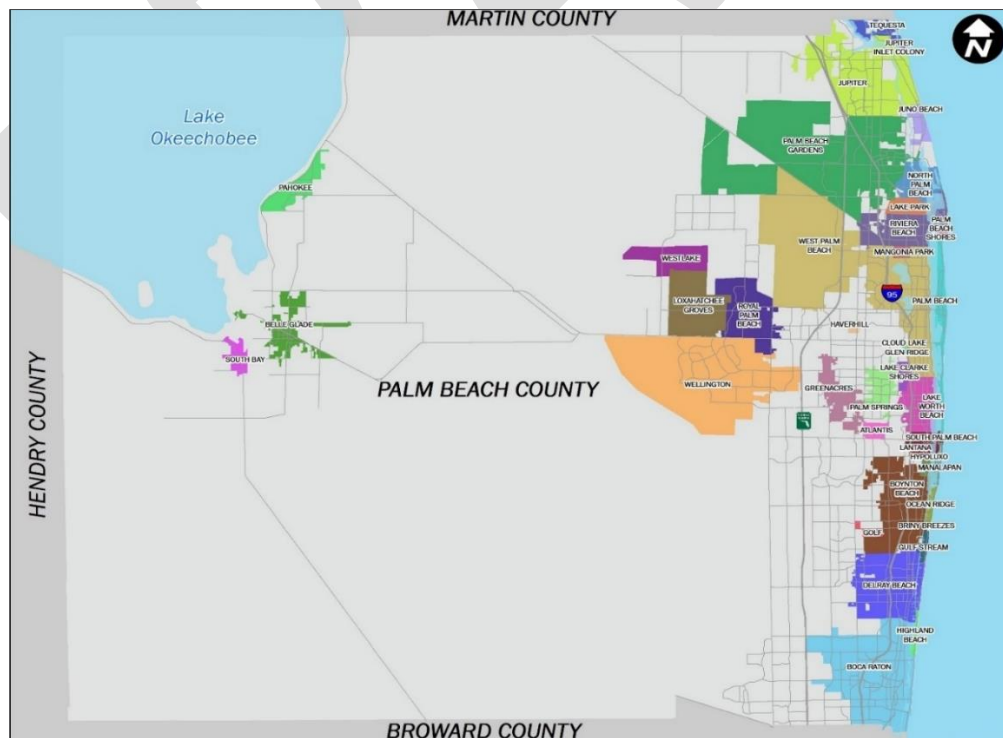 MARTIN COUNTY
N
TEQUESTA
JUPITER
INLET COLONY
JUPITER
JUNO BEACH
Lake
Okeechobee
PALM BEACH
GARDENS
NORTH
PALM
BEACH
PAHOKEE
LAKE PARK
RIVIERA
BEACH
PALM
BEACH
SHORES
WEST PALM
BEACH
MANGONIA PARK
WESTLAKE
95
LOXAHATCHEE
GROVES
ROYAL
PALM
BEACH
PALM BEACH
BELLE GLADE
HAVERHILL
SOUTH BAY
CLOUD LAKE
GLEN RIDGE
LAKE CLARKE
SHORES
HENDRY COUNTY
PALM BEACH COUNTY
WELLINGTON
GREENACRES
LAKE
WORTH
BEACH
PALM SPRINGS
ATLANTIS
SOUTH PALM BEACH
LANTANA
HYPOLUXO
MANALAPAN
BOYNTON
BEACH
OCEAN RIDGE
BRINY BREEZES
GOLF
GULF STREAM
DELRAY BEACH
HIGHLAND
BEACH
BOCA RATON
BROWARD COUNTY